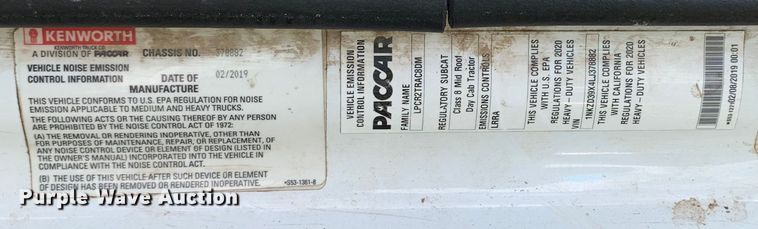 KENWORTH
KENWORTH TRUCK CO.
A DIVISION OF PACCAR CHASSIS NO. 378882
VEHICLE NOISE EMISSION
CONTROL INFORMATION DATE OF 02/2019
MANUFACTURE
THIS VEHICLE CONFORMS TO U.S. EPA REGULATION FOR NOISE
EMISSION APPLICABLE TO MEDIUM AND HEAVY TRUCKS.
THE FOLLOWING ACTS OR THE CAUSING THEREOF BY ANY PERSON
ARE PROHIBITED BY THE NOISE CONTROL ACT OF 1972:
(A) THE REMOVAL OR RENDERING INOPERATIVE, OTHER THAN
FOR PURPOSES OF MAINTENANCE, REPAIR, OR REPLACEMENT, OF
ANY NOISE CONTROL DEVICE OR ELEMENT OF DESIGN (LISTED IN
THE OWNER'S MANUAL) INCORPORATED INTO THE VEHICLE IN
COMPLIANCE WITH THE NOISE CONTROL ACT.
(B) THE USE OF THIS VEHICLE AFTER SUCH DEVICE OR ELEMENT
OF DESIGN HAS BEEN REMOVED OR RENDERED INOPERATIVE.
G53-1361-8
VEHICLE EMISSION
CONTROL INFORMATION
PACCAR
FAMILY NAME
LPCR2TRACBDM
REGULATORY SUBCAT
Class 8 Mid Roof
Day Cab Tractor
EMISSIONS CONTROLS
LRRA
THIS VEHICLE COMPLIES
WITH U.S. EPA
REGULATIONS FOR 2020
HEAVY-DUTY VEHICLES
VIN
1NKZD39X4LJ378882
THIS VEHICLE COMPLIES
WITH CALIFORNIA
REGULATIONS FOR 2020
HEAVY-DUTY VEHICLES
02/08/2019 00:01
Purple Wave Auction